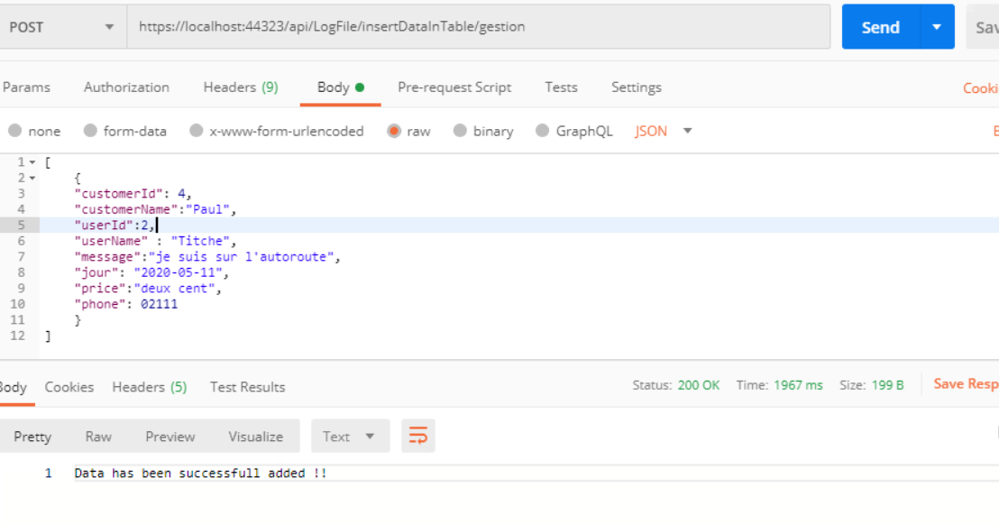 POST https://localhost:44323/api/LogFile/insertDataInTable/gestion Send
Params Authorization Headers (9) Body Pre-request Script Tests Settings
none form-data x-www-form-urlencoded raw binary GraphQL JSON
1 [
2 {
3 "customerId": 4,
4 "customerName":"Paul",
5 "userId":2,
6 "userName" : "Titche",
7 "message":"je suis sur l'autoroute",
8 "jour": "2020-05-11",
9 "price":"deux cent",
10 "phone": 02111
11 }
12 ]
Body Cookies Headers (5) Test Results Status: 200 OK Time: 1967 ms Size: 199 B Save Resp
Pretty Raw Preview Visualize Text
1 Data has been successfull added !!